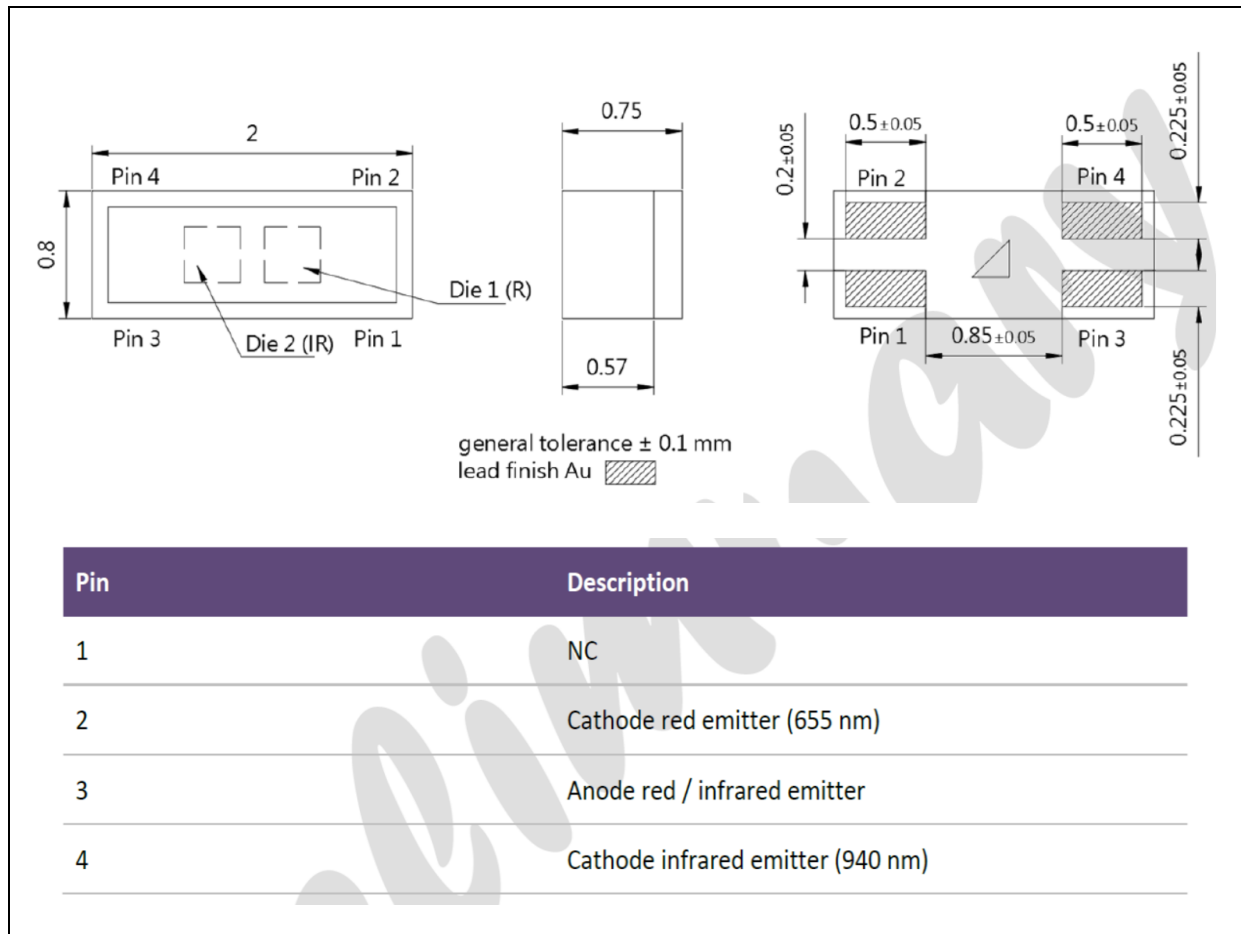 2
0.75
0.5±0.05
0.5±0.05
0.225±0.05
0.2±0.05
Pin 4
Pin 2
Pin 2
Pin 4
0.8
Die 1 (R)
Pin 3
Die 2 (IR)
Pin 1
0.57
Pin 1
0.85±0.05
Pin 3
0.225±0.05
general tolerance ± 0.1 mm
lead finish Au
Pin Description
1 NC
2 Cathode red emitter (655 nm)
3 Anode red / infrared emitter
4 Cathode infrared emitter (940 nm)